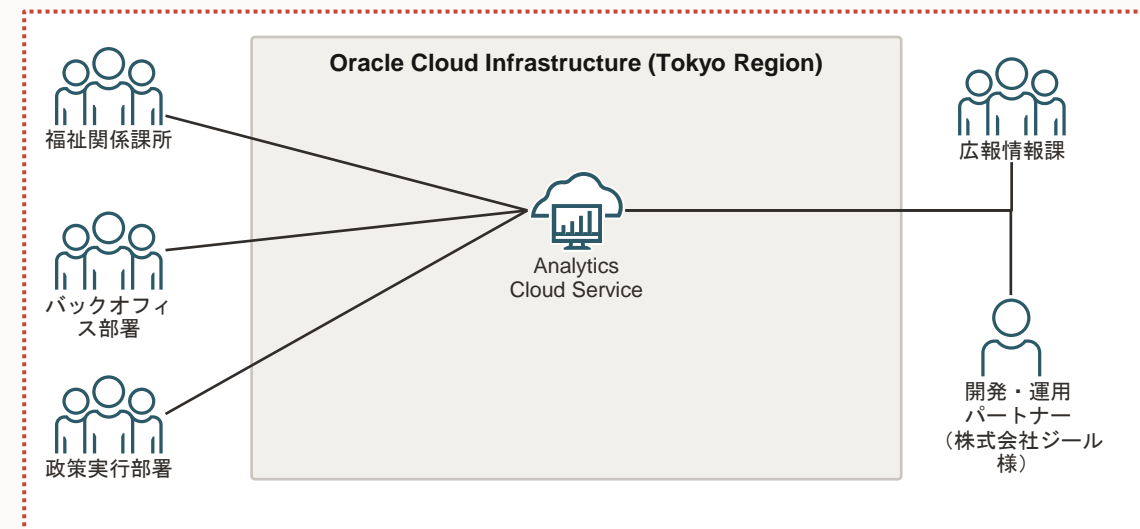 Oracle Cloud Infrastructure (Tokyo Region)
福祉関係課所
広報情報課
Analytics
Cloud Service
バックオフィ
ス部署
開発・運用
パートナー
（株式会社ジール
様）
政策実行部署